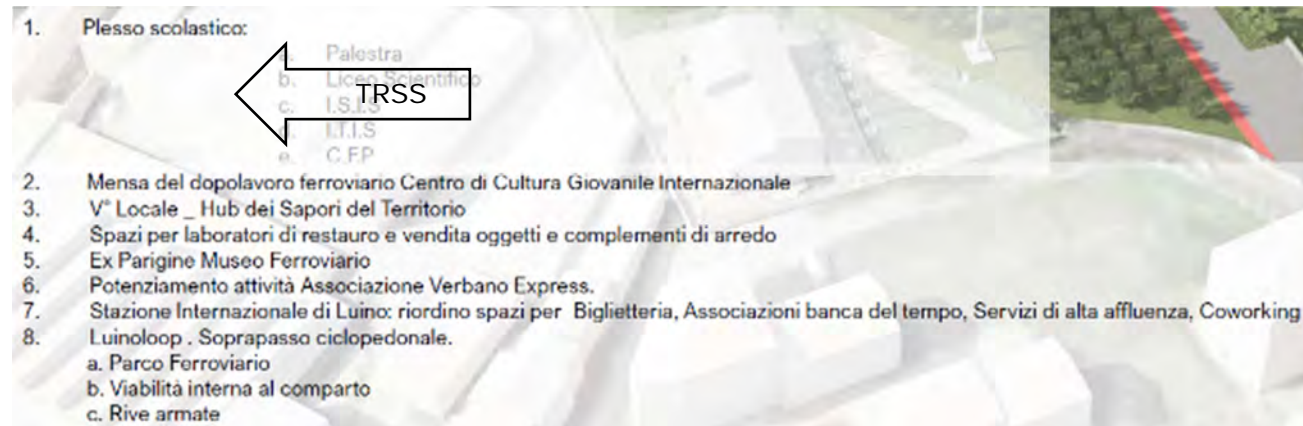 1. Plesso scolastico:
a. Palestra
b. Liceo Scientifico
TRSS
c. I.S.I.S
d. I.T.I.S
e. C.F.P
2. Mensa del dopolavoro ferroviario Centro di Cultura Giovanile Internazionale
3. V° Locale _ Hub dei Sapori del Territorio
4. Spazi per laboratori di restauro e vendita oggetti e complementi di arredo
5. Ex Parigine Museo Ferroviario
6. Potenziamento attività Associazione Verbano Express.
7. Stazione Internazionale di Luino: riordino spazi per Biglietteria, Associazioni banca del tempo, Servizi di alta affluenza, Coworking
8. Luinoloop . Soprapasso ciclopedonale.
a. Parco Ferroviario
b. Viabilità interna al comparto
c. Rive armate